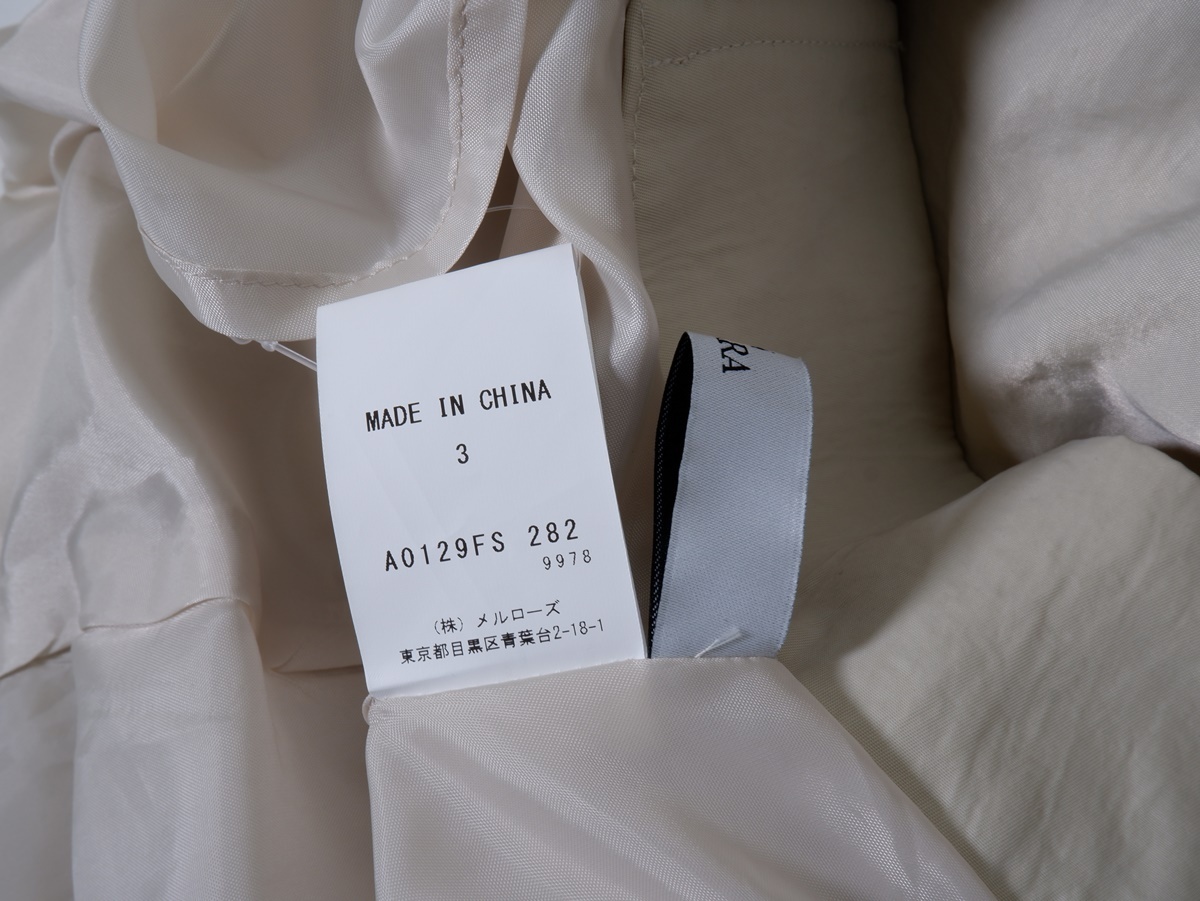 MADE IN CHINA
3
A0129FS 282
9978
(株) メルローズ
東京都目黒区青葉台2-18-1